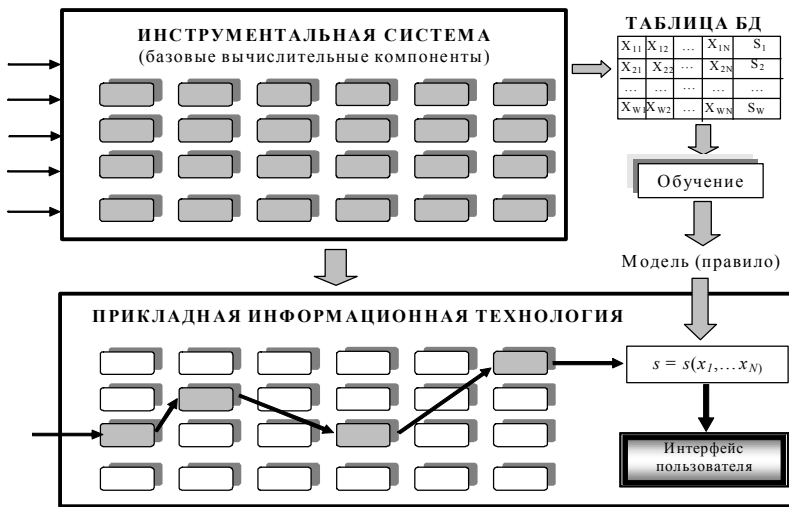 ИНСТРУМЕНТАЛЬНАЯ СИСТЕМА
(базовые вычислительные компоненты)
ТАБЛИЦА БД
X11 X12 … X1N S1
X21 X22 … X2N S2
… … … … …
XW1 XW2 … XWN SW
Обучение
Модель (правило)
ПРИКЛАДНАЯ ИНФОРМАЦИОННАЯ ТЕХНОЛОГИЯ
s = s(x1,…xN)
Интерфейс
пользователя